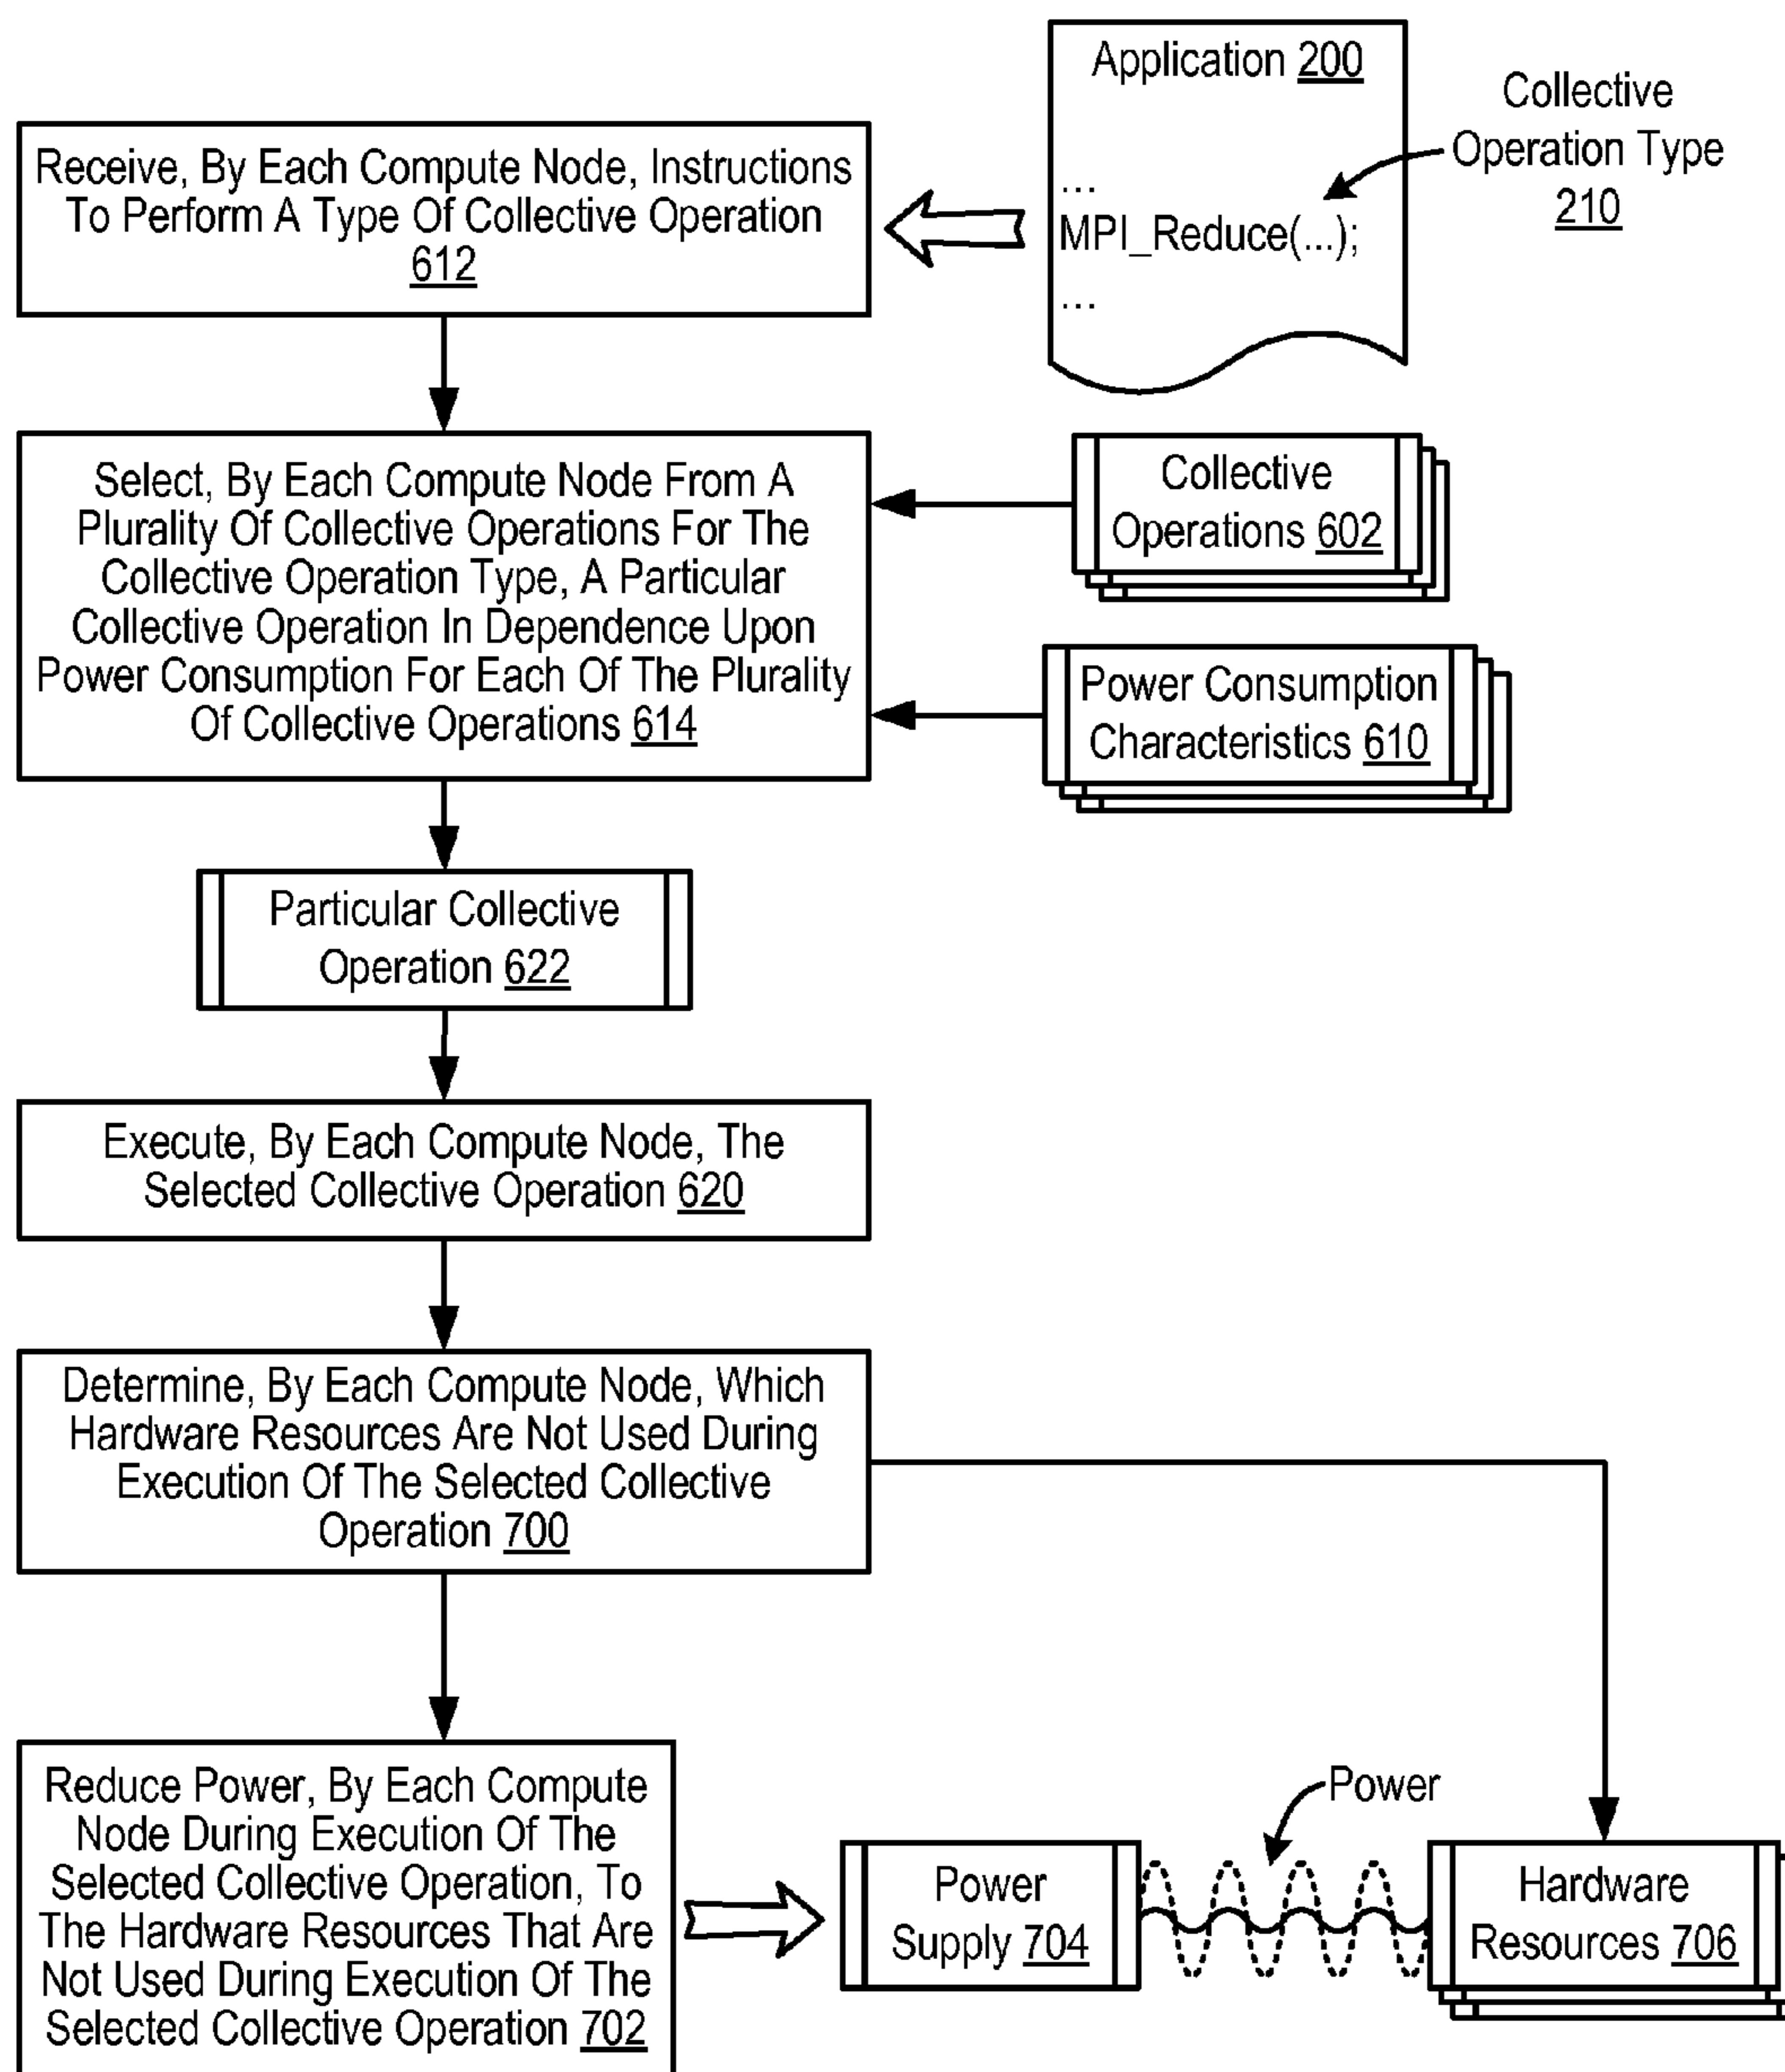 Application 200
...
MPI_Reduce(...);
...
Collective
Operation Type
210
Receive, By Each Compute Node, Instructions
To Perform A Type Of Collective Operation
612
Select, By Each Compute Node From A
Plurality Of Collective Operations For The
Collective Operation Type, A Particular
Collective Operation In Dependence Upon
Power Consumption For Each Of The Plurality
Of Collective Operations 614
Collective
Operations 602
Power Consumption
Characteristics 610
Particular Collective
Operation 622
Execute, By Each Compute Node, The
Selected Collective Operation 620
Determine, By Each Compute Node, Which
Hardware Resources Are Not Used During
Execution Of The Selected Collective
Operation 700
Reduce Power, By Each Compute
Node During Execution Of The
Selected Collective Operation, To
The Hardware Resources That Are
Not Used During Execution Of The
Selected Collective Operation 702
Power
Supply 704
Power
Hardware
Resources 706